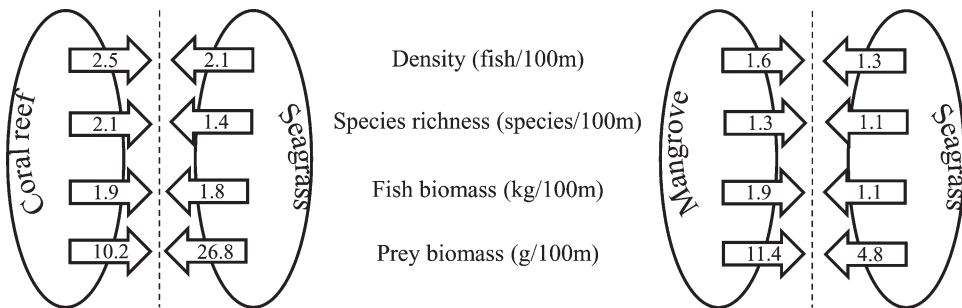 Coral reef
2.5
2.1
2.1
1.4
1.9
1.8
10.2
26.8
Seagrass
Density (fish/100m)
Species richness (species/100m)
Fish biomass (kg/100m)
Prey biomass (g/100m)
Mangrove
1.6
1.3
1.3
1.1
1.9
1.1
11.4
4.8
Seagrass